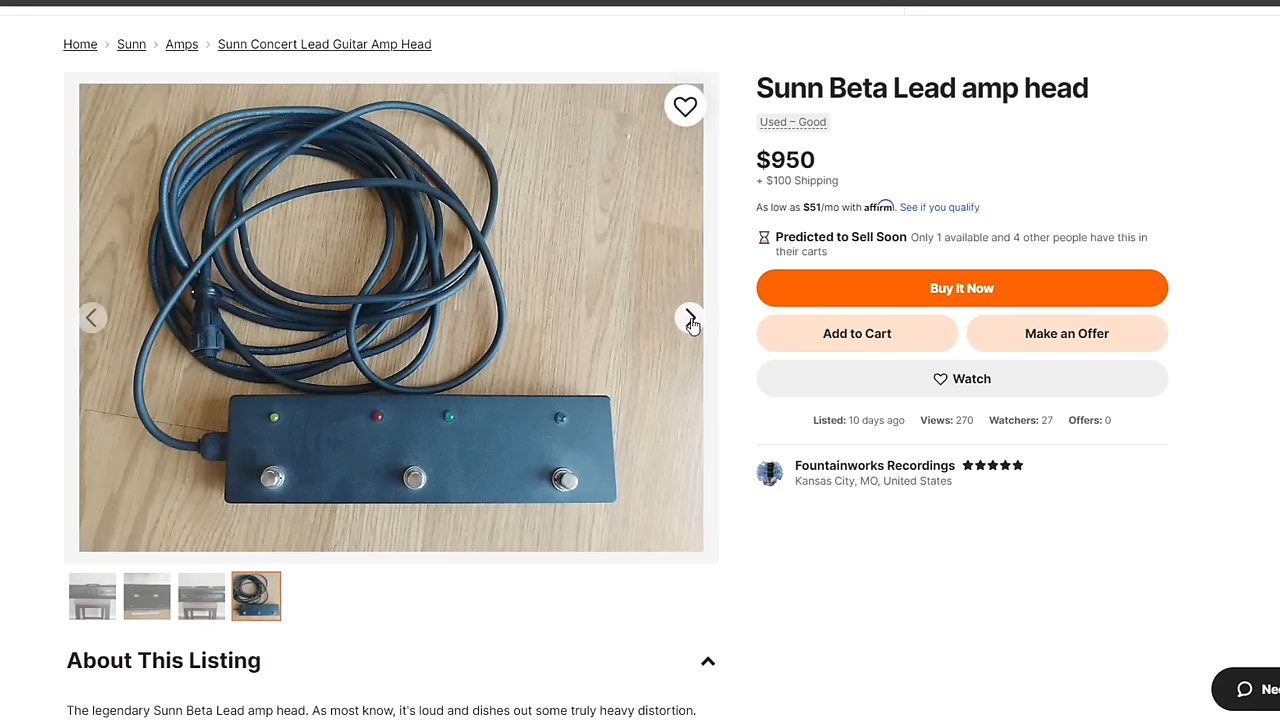 Home > Sunn > Amps > Sunn Concert Lead Guitar Amp Head
Sunn Beta Lead amp head
Used – Good
$950
+ $100 Shipping
As low as $51/mo with affirm. See if you qualify
Predicted to Sell Soon Only 1 available and 4 other people have this in
their carts
Buy It Now
Add to Cart
Make an Offer
Watch
Listed: 10 days ago Views: 270 Watchers: 27 Offers: 0
Fountainworks Recordings
Kansas City, MO, United States
About This Listing
The legendary Sunn Beta Lead amp head. As most know, it's loud and dishes out some truly heavy distortion.